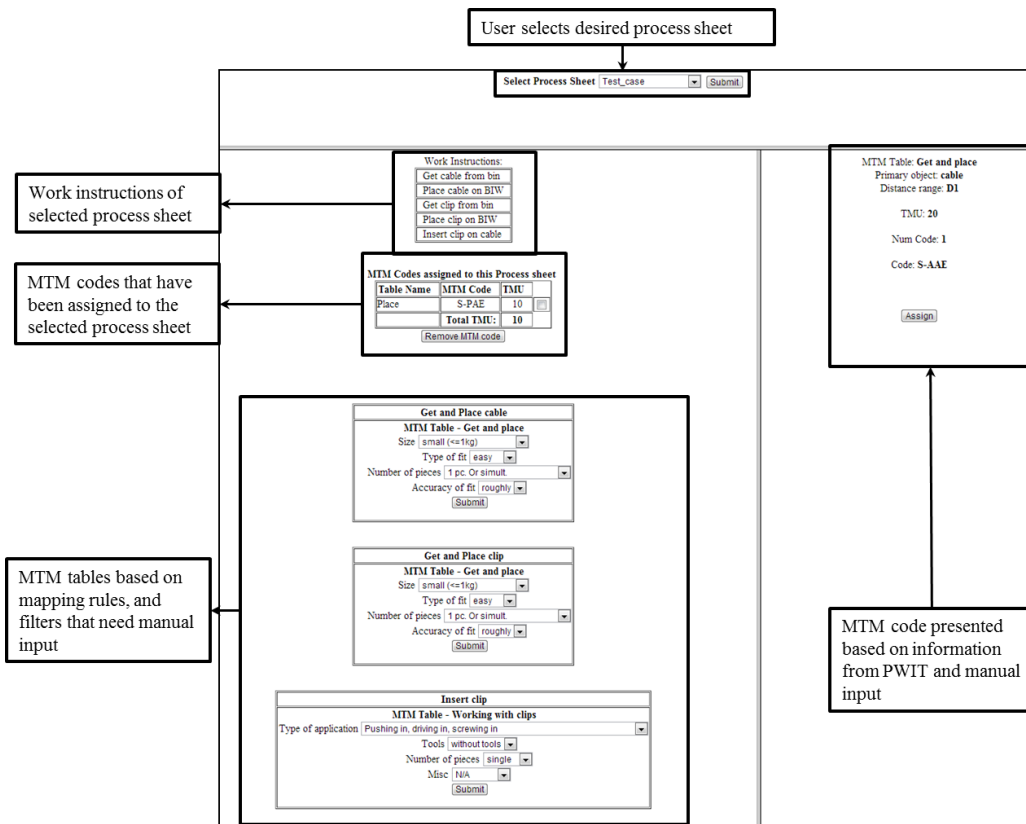 User selects desired process sheet
Select Process Sheet Test_case Submit
Work Instructions:
Get cable from bin
Place cable on BIW
Get clip from bin
Place clip on BIW
Insert clip on cable
Work instructions of
selected process sheet
MTM Codes assigned to this Process sheet
Table Name MTM Code TMU
Place S-PAE 10
Total TMU: 10
Remove MTM code
MTM codes that have
been assigned to the
selected process sheet
MTM Table: Get and place
Primary object: cable
Distance range: D1
TMU: 20
Num Code: 1
Code: S-AAE
Assign
Get and Place cable
MTM Table - Get and place
Size small (<=1kg)
Type of fit easy
Number of pieces 1 pc. Or simult.
Accuracy of fit roughly
Submit
Get and Place clip
MTM Table - Get and place
Size small (<=1kg)
Type of fit easy
Number of pieces 1 pc. Or simult.
Accuracy of fit roughly
Submit
Insert clip
MTM Table - Working with clips
Type of application Pushing in, driving in, screwing in
Tools without tools
Number of pieces single
Misc N/A
Submit
MTM tables based on
mapping rules, and
filters that need manual
input
MTM code presented
based on information
from PWIT and manual
input